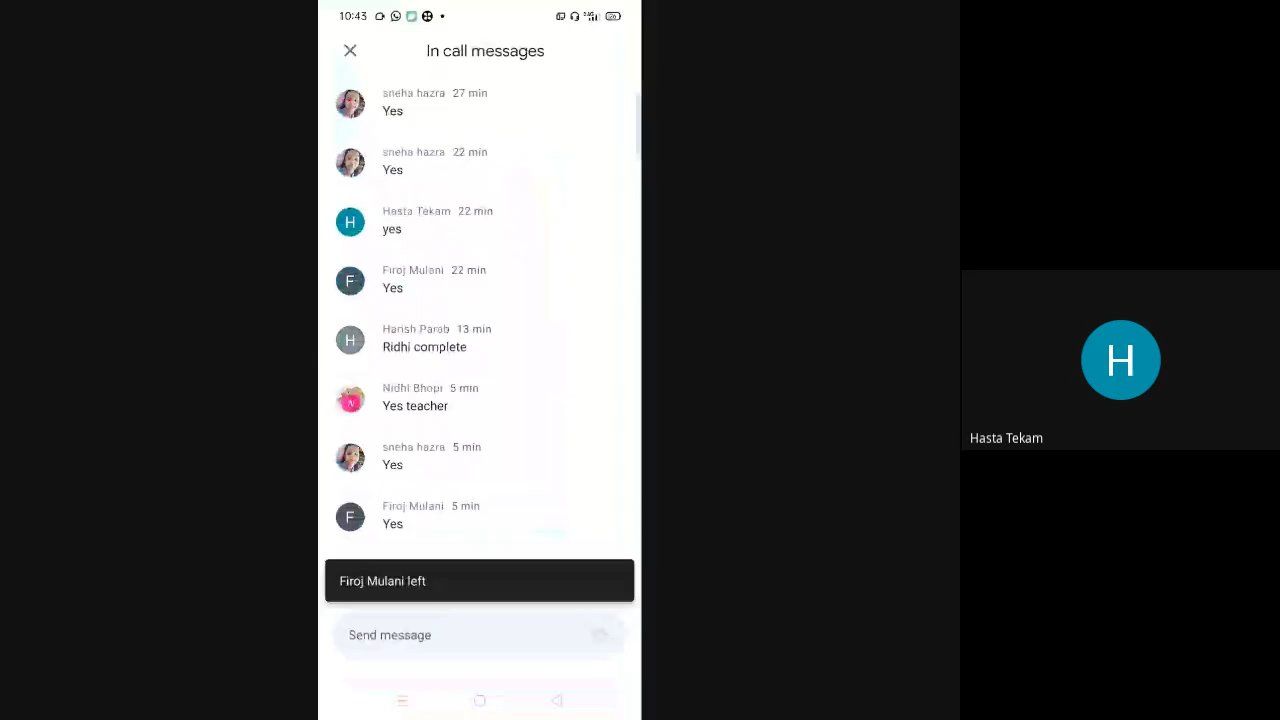 10:43
In call messages
sneha hazra 27 min
Yes
sneha hazra 22 min
Yes
H
Hasta Tekam 22 min
yes
F
Firoj Mulani 22 min
Yes
H
Harish Parab 13 min
Ridhi complete
N
Nidhi Bhopi 5 min
Yes teacher
sneha hazra 5 min
Yes
F
Firoj Mulani 5 min
Yes
Firoj Mulani left
Send message
H
Hasta Tekam